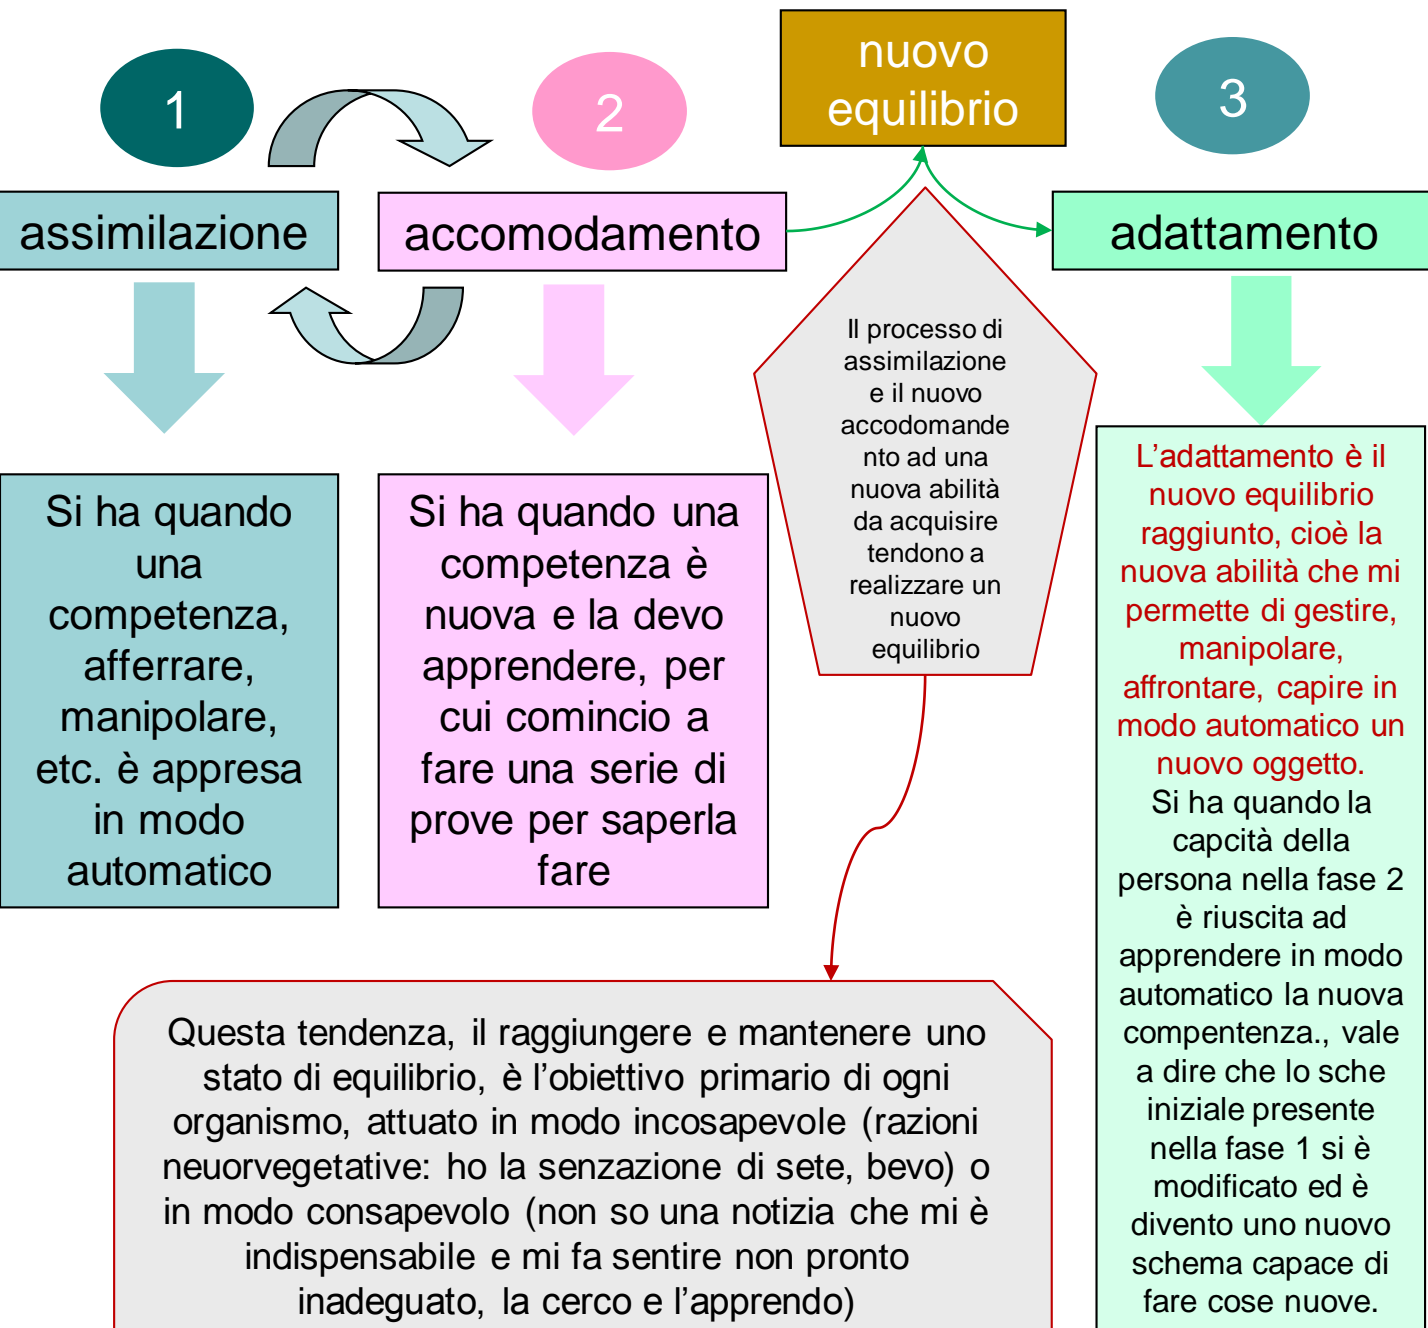 1
2
nuovo
equilibrio
3
assimilazione
accomodamento
adattamento
Si ha quando
una
competenza,
afferrare,
manipolare,
etc. è appresa
in modo
automatico
Si ha quando una
competenza è
nuova e la devo
apprendere, per
cui comincio a
fare una serie di
prove per saperla
fare
Il processo di
assimilazione
e il nuovo
accodomande
nto ad una
nuova abilità
da acquisire
tendono a
realizzare un
nuovo
equilibrio
L’adattamento è il
nuovo equilibrio
raggiunto, cioè la
nuova abilità che mi
permette di gestire,
manipolare,
affrontare, capire in
modo automatico un
nuovo oggetto.
Si ha quando la
capcità della
persona nella fase 2
è riuscita ad
apprendere in modo
automatico la nuova
compentenza., vale
a dire che lo sche
iniziale presente
nella fase 1 si è
modificato ed è
divento uno nuovo
schema capace di
fare cose nuove.
Questa tendenza, il raggiungere e mantenere uno
stato di equilibrio, è l’obiettivo primario di ogni
organismo, attuato in modo incosapevole (razioni
neuorvegetative: ho la senzazione di sete, bevo) o
in modo consapevolo (non so una notizia che mi è
indispensabile e mi fa sentire non pronto
inadeguato, la cerco e l’apprendo)